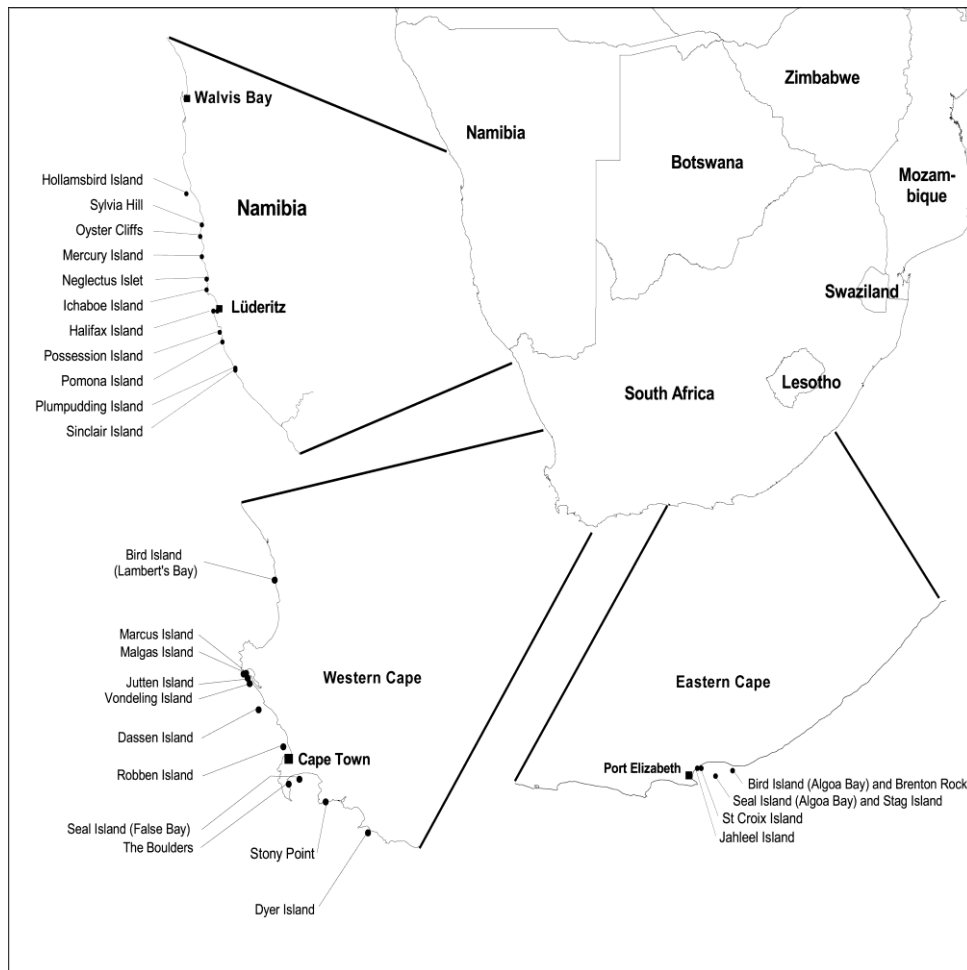 Zimbabwe
Walvis Bay
Namibia
Botswana
Mozam-
bique
Hollamsbird Island
Sylvia Hill
Namibia
Oyster Cliffs
Mercury Island
Neglectus Islet
Swaziland
Ichaboe Island
Lüderitz
Halifax Island
Possession Island
Pomona Island
Lesotho
South Africa
Plumpudding Island
Sinclair Island
Bird Island
(Lambert's Bay)
Marcus Island
Malgas Island
Jutten Island
Western Cape
Eastern Cape
Vondeling Island
Dassen Island
Cape Town
Robben Island
Port Elizabeth
Bird Island (Algoa Bay) and Brenton Rock
Seal Island (Algoa Bay) and Stag Island
St Croix Island
Jahleel Island
Seal Island (False Bay)
The Boulders
Stony Point
Dyer Island